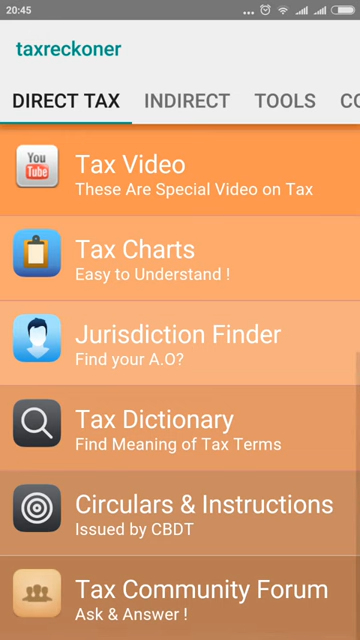 20:45
taxreckoner
DIRECT TAX INDIRECT TOOLS CO
You
Tube
Tax Video
These Are Special Video on Tax
Tax Charts
Easy to Understand !
Jurisdiction Finder
Find your A.O?
Tax Dictionary
Find Meaning of Tax Terms
Circulars & Instructions
Issued by CBDT
Tax Community Forum
Ask & Answer !